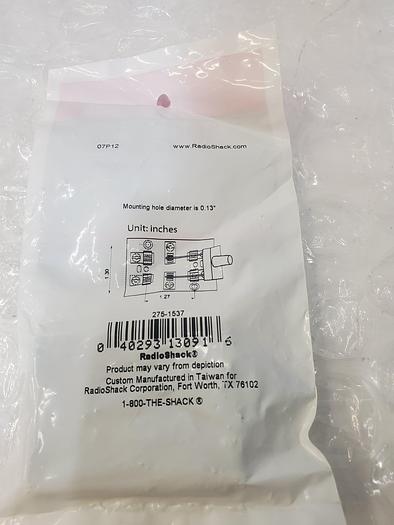 07P12 www.RadioShack.com
Mounting hole diameter is 0.13"
Unit: inches
1.30
1.27
275-1537
0 40293 13091 6
RadioShack®
Product may vary from depiction
Custom Manufactured in Taiwan for
RadioShack Corporation, Fort Worth, TX 76102
1-800-THE-SHACK ®